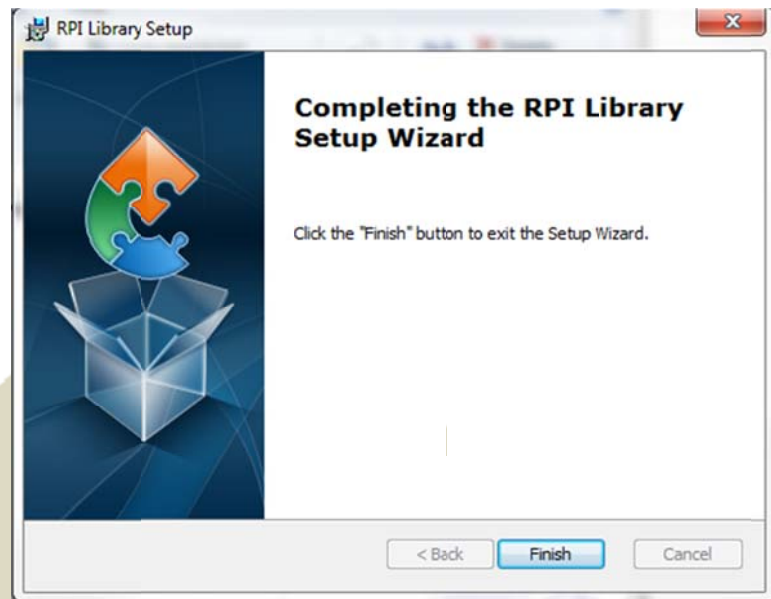 RPI Library Setup
Completing the RPI Library
Setup Wizard
Click the "Finish" button to exit the Setup Wizard.
< Back
Finish
Cancel